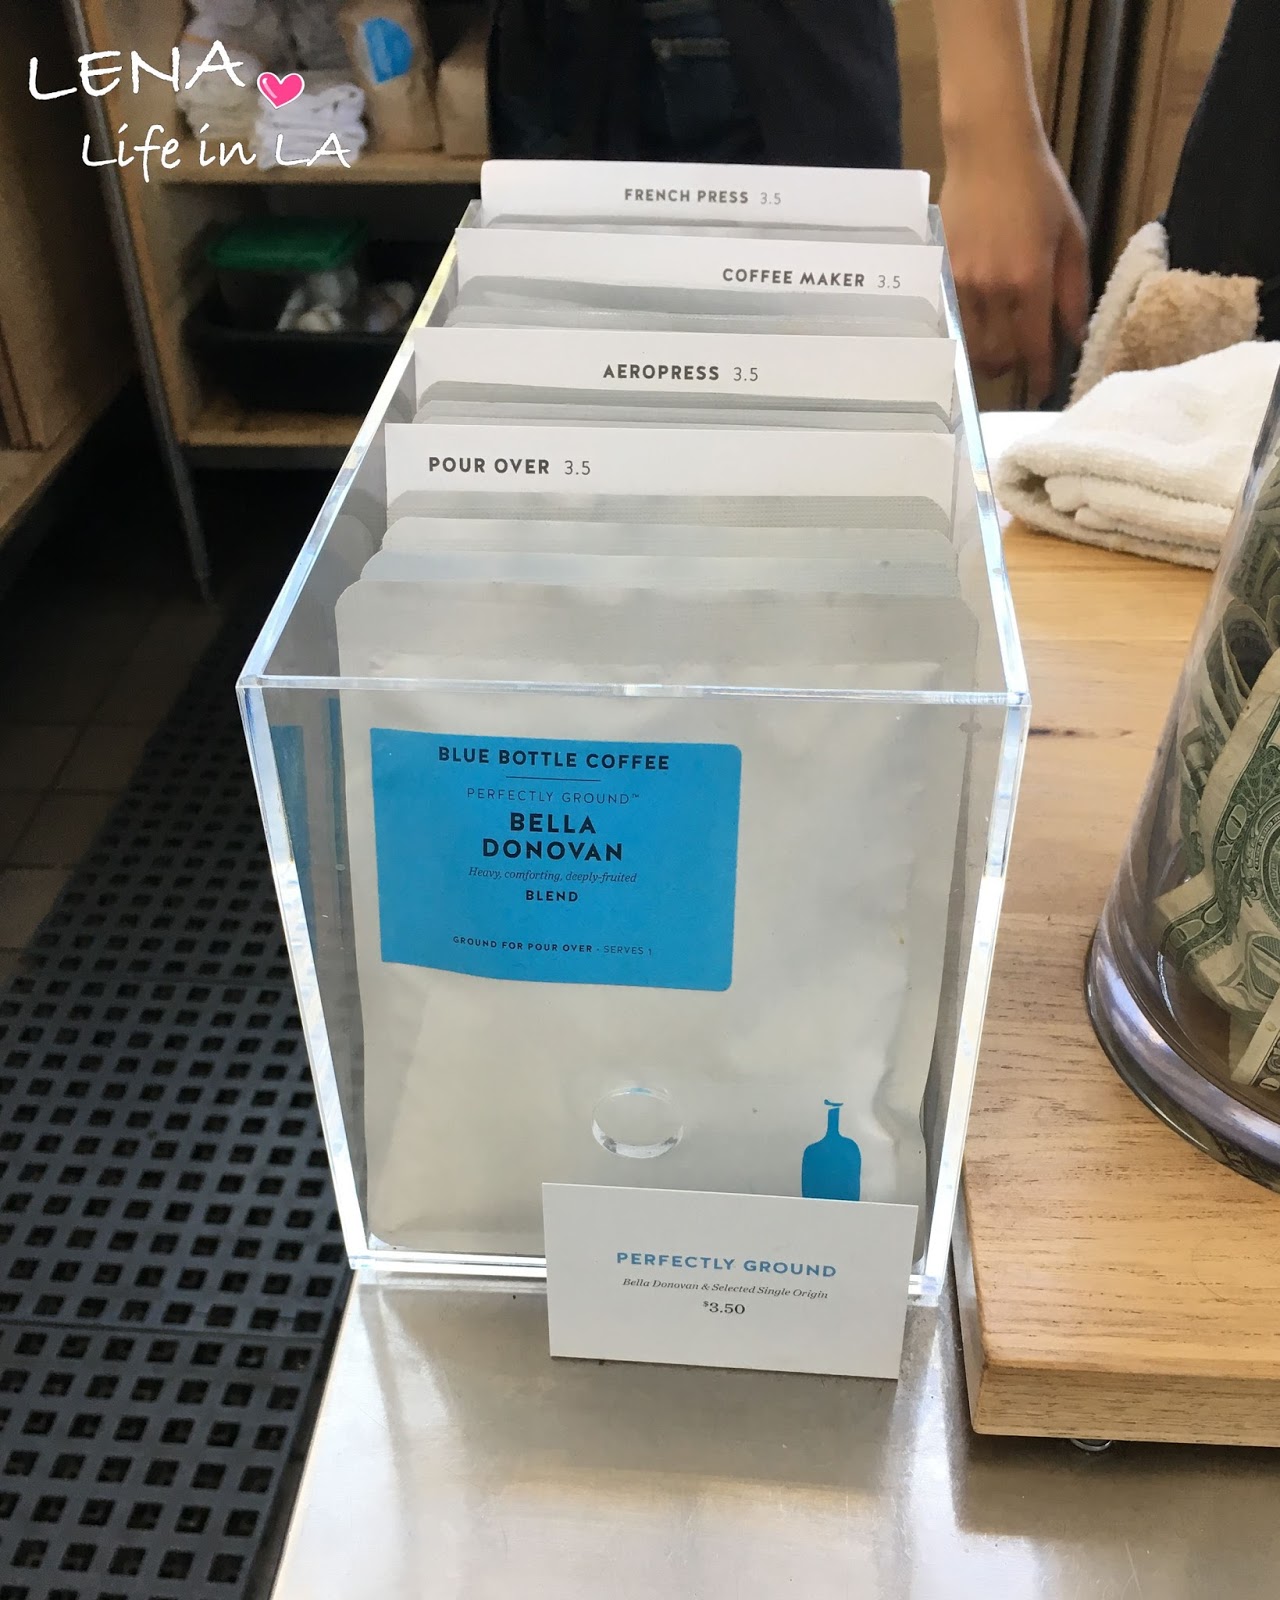 LENA
Life in LA
FRENCH PRESS 3.5
COFFEE MAKER 3.5
AEROPRESS 3.5
POUR OVER 3.5
BLUE BOTTLE COFFEE
PERFECTLY GROUND™
BELLA
DONOVAN
Heavy, comforting, deeply-fruited
BLEND
GROUND FOR POUR OVER - SERVES 1
PERFECTLY GROUND
Bella Donovan & Selected Single Origin
$3.50